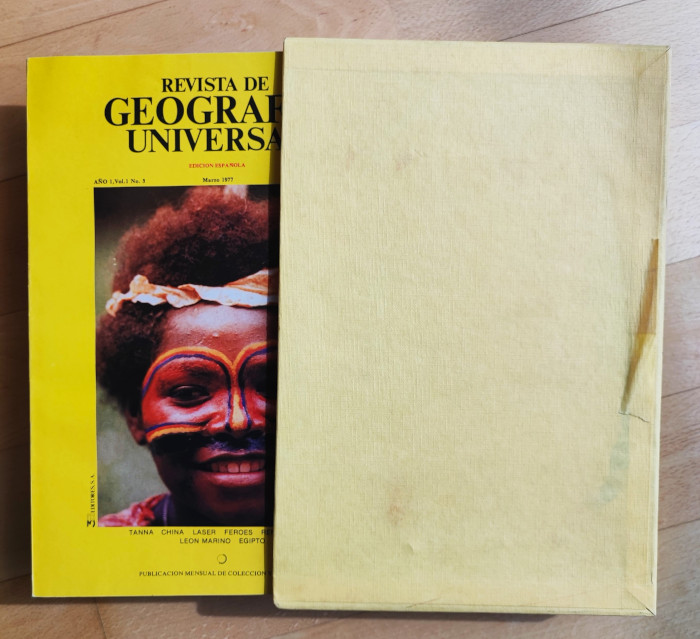 REVISTA DE
GEOGRAF
UNIVERSA
EDICION ESPAÑOLA
AÑO 1, Vol.1 No. 3 Marzo 1977
EDITORES, S. A.
TANNA CHINA LASER FEROES
LEON MARINO EGIPTO
PUBLICACION MENSUAL DE COLECCION